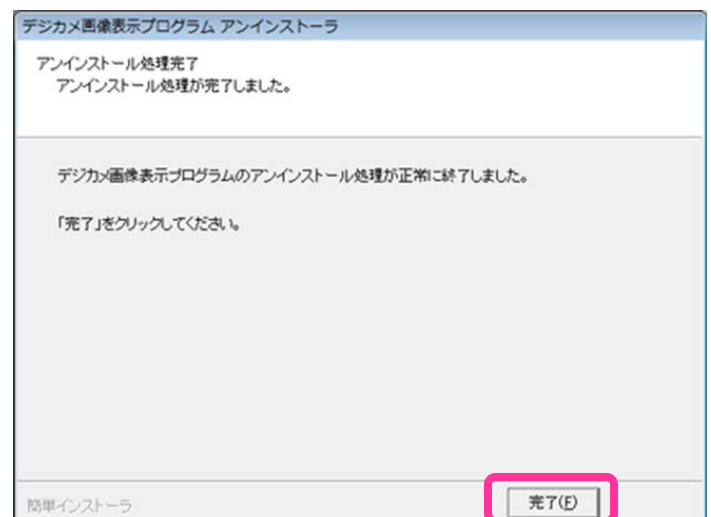 デジカメ画像表示プログラム アンインストーラ
アンインストール処理完了
アンインストール処理が完了しました。
デジカメ画像表示プログラムのアンインストール処理が正常に終了しました。
「完了」をクリックしてください。
簡単インストーラ
完了(F)